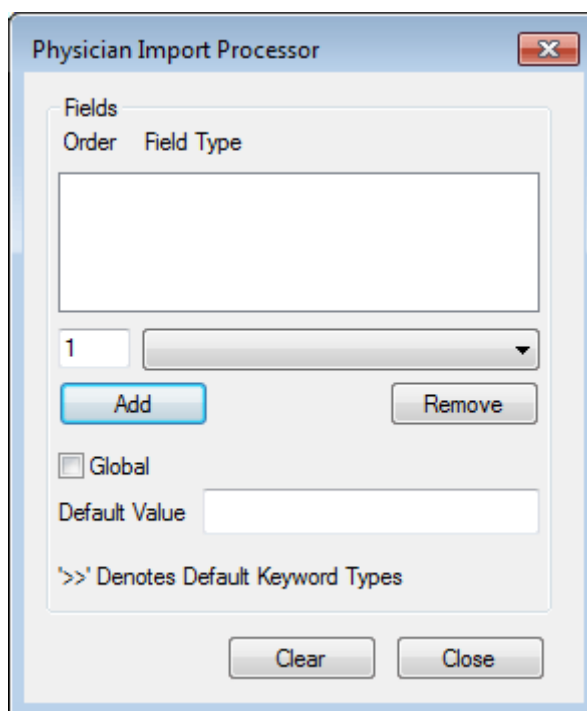 Physician Import Processor
Fields
Order Field Type
1
Add Remove
Global
Default Value
'>>' Denotes Default Keyword Types
Clear Close